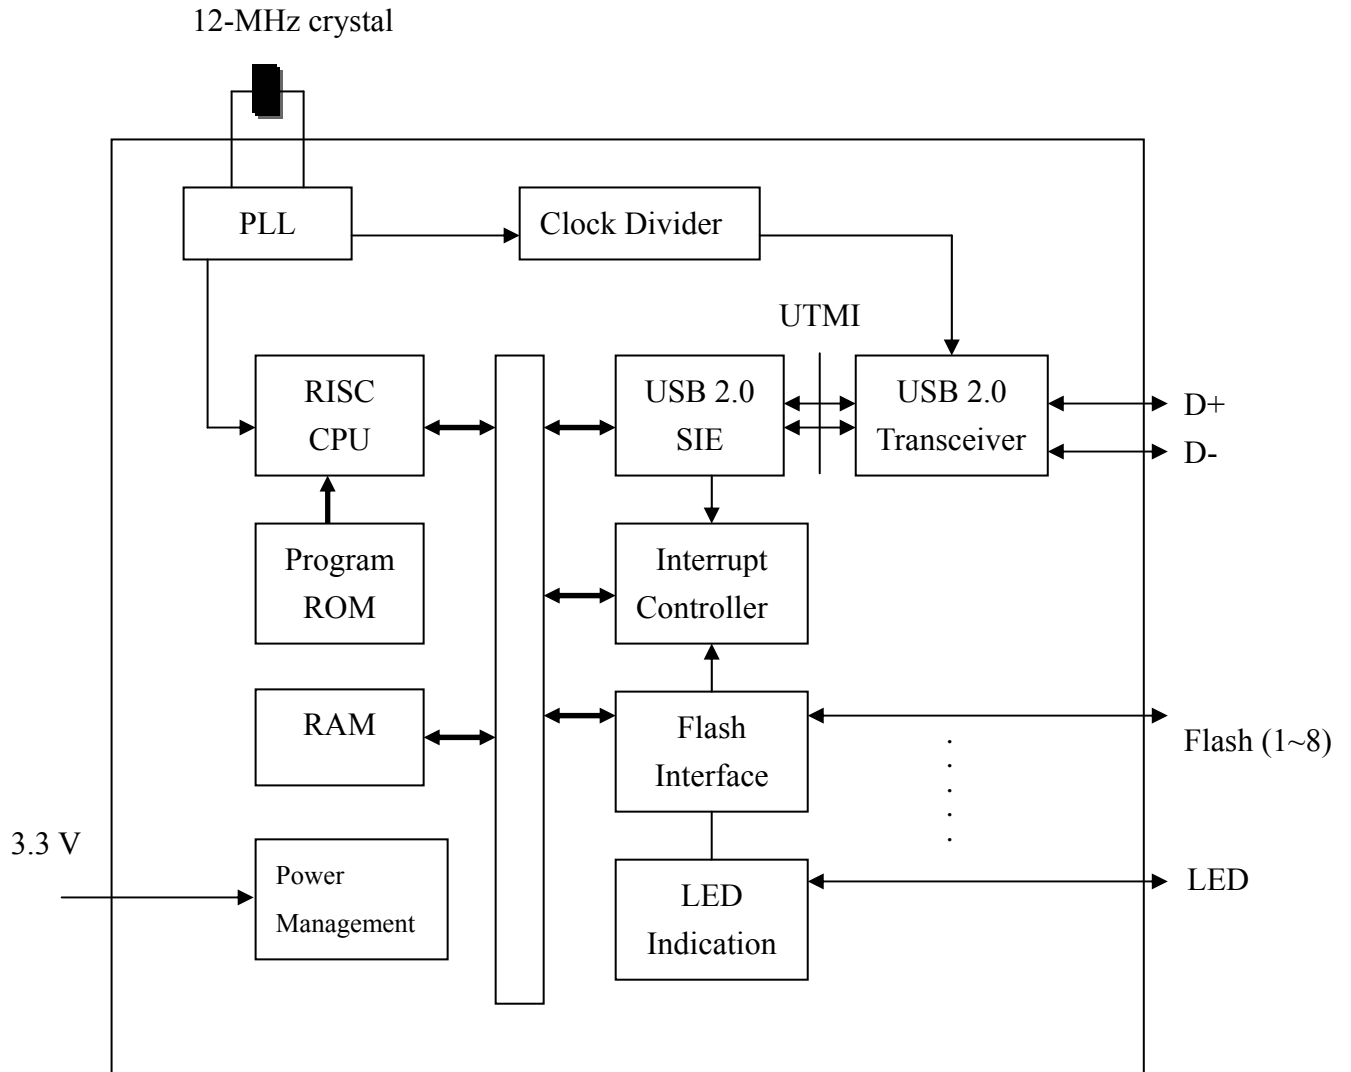 12-MHz crystal
PLL
Clock Divider
UTMI
RISC
CPU
USB 2.0
SIE
USB 2.0
Transceiver
D+
D-
Program
ROM
Interrupt
Controller
RAM
Flash
Interface
Flash (1~8)
3.3 V
Power
Management
LED
Indication
LED